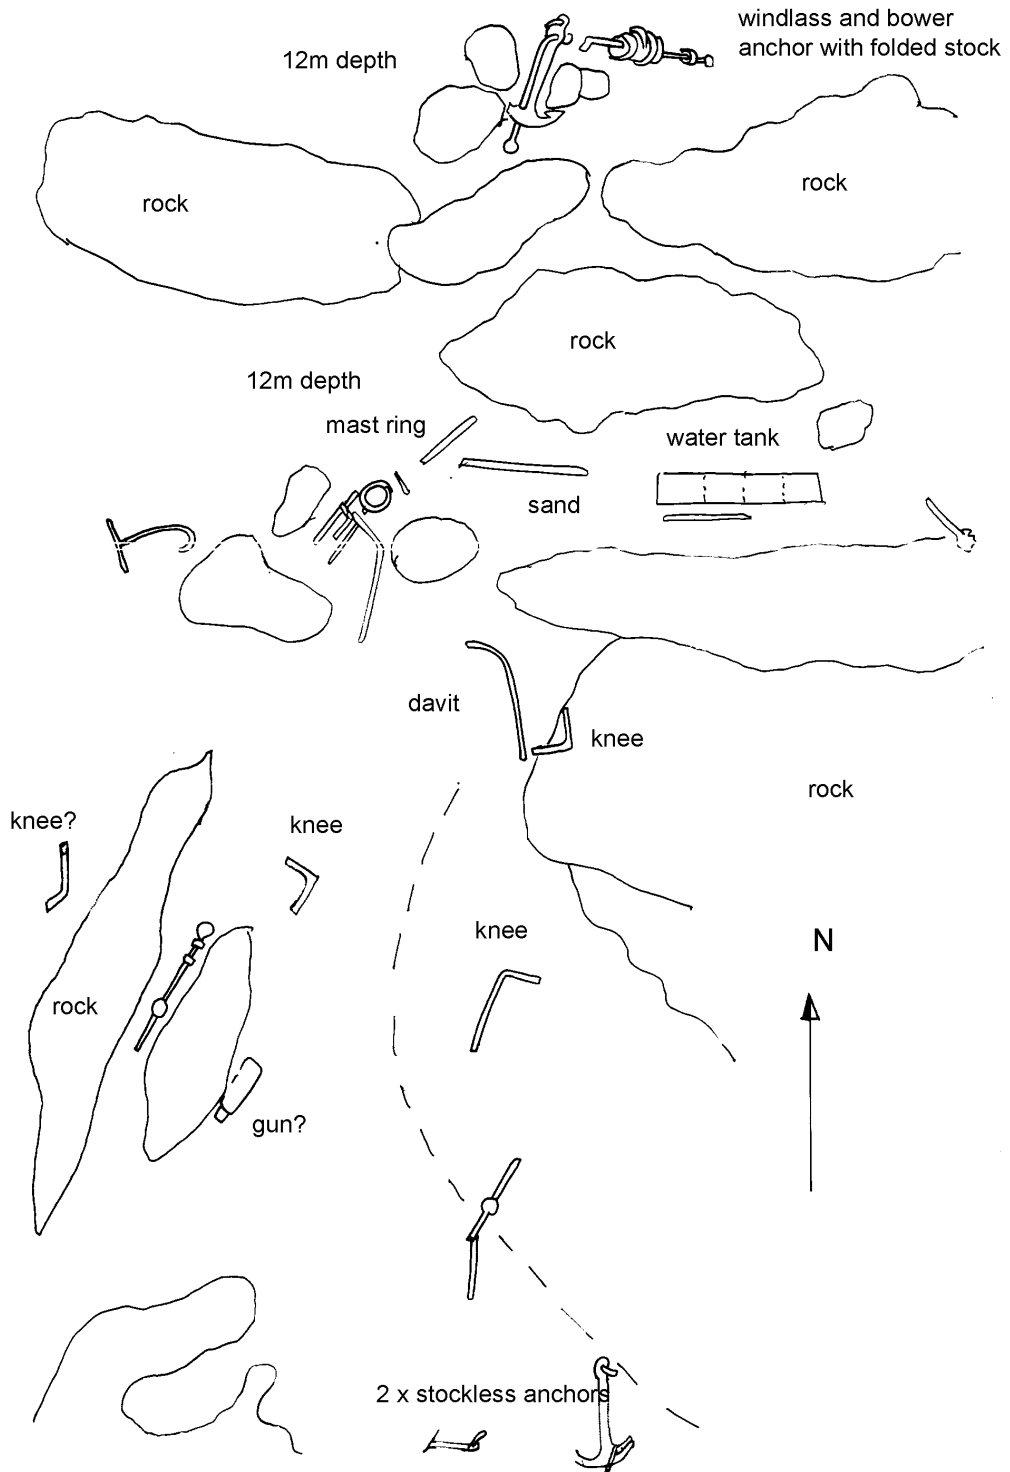 windlass and bower
anchor with folded stock
12m depth
rock
rock
rock
12m depth
mast ring
water tank
sand
davit
knee
rock
knee?
knee
knee
N
rock
gun?
2 x stockless anchors